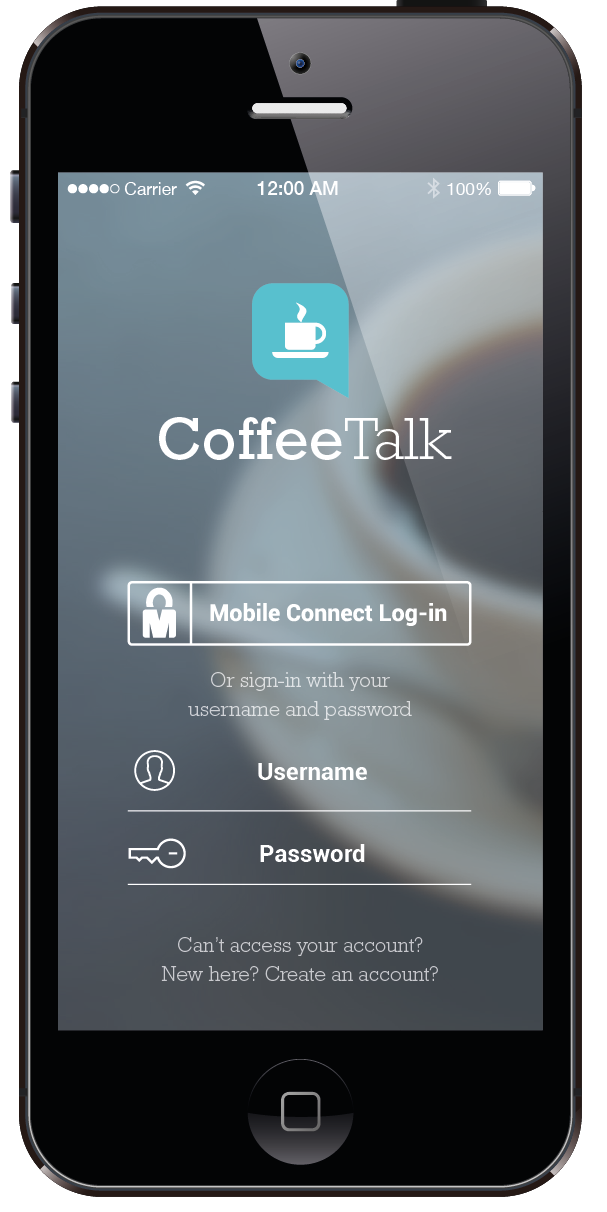 Carrier 12:00 AM 100%
CoffeeTalk
M Mobile Connect Log-in
Or sign-in with your
username and password
Username
Password
Can't access your account?
New here? Create an account?